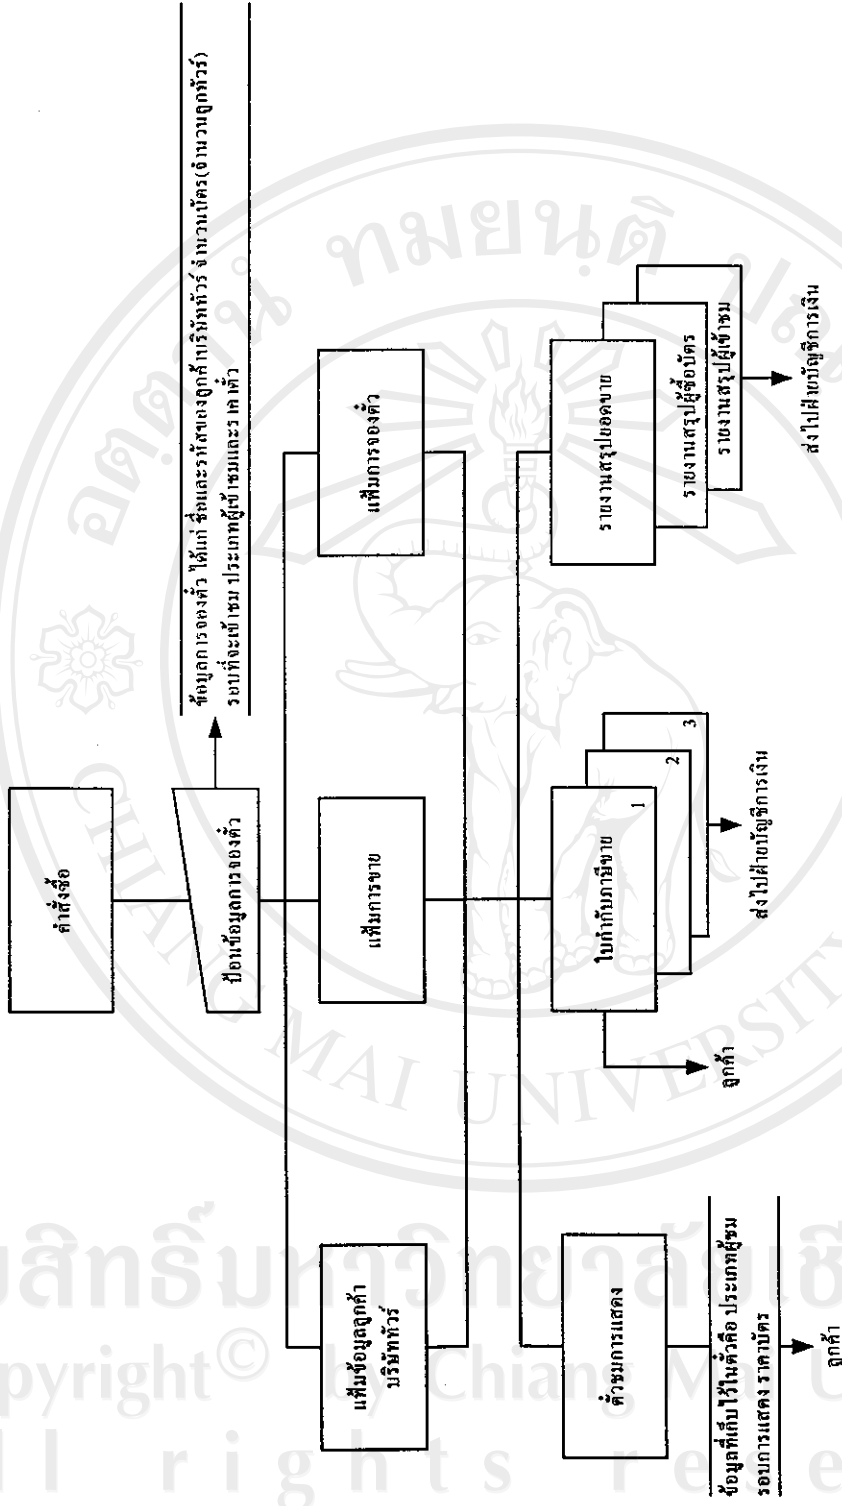 คำสั่งซื้อ
ป้อนข้อมูลการจองตั๋ว
ข้อมูลการจองตั๋ว ได้แก่ ชื่อและรหัสของลูกค้าบริษัททัวร์ จำนวนบัตร(จำนวนลูกทัวร์)
รอบที่จะเข้าชม ประเภทผู้เข้าชมและราคาตั๋ว
แฟ้มข้อมูลลูกค้า
บริษัททัวร์
แฟ้มการขาย
แฟ้มการจองตั๋ว
ตั๋วชมการแสดง
ข้อมูลที่เก็บไว้ในตั๋วคือ ประเภทผู้ชม
รอบการแสดง ราคาบัตร
ลูกค้า
ใบกำกับภาษีขาย
1
2
3
ลูกค้า
ส่งไปฝ่ายบัญชีการเงิน
รายงานสรุปยอดขาย
รายงานสรุปผู้ซื้อบัตร
รายงานสรุปผู้เข้าชม
ส่งไปฝ่ายบัญชีการเงิน
อตฺตานํ ทมยนฺติ
CHIANG MAI UNIVERSITY
สิทธิ์มหาวิทยาลัยเชี
pyright© by Chiang Ma
ll rights rese